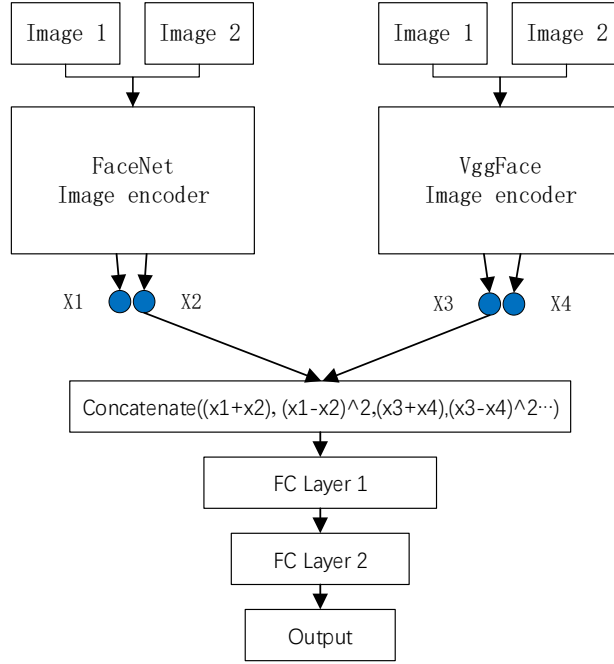 Image 1 Image 2 Image 1 Image 2
FaceNet
Image encoder
VggFace
Image encoder
X1 X2 X3 X4
Concatenate((x1+x2), (x1-x2)^2,(x3+x4),(x3-x4)^2…)
FC Layer 1
FC Layer 2
Output